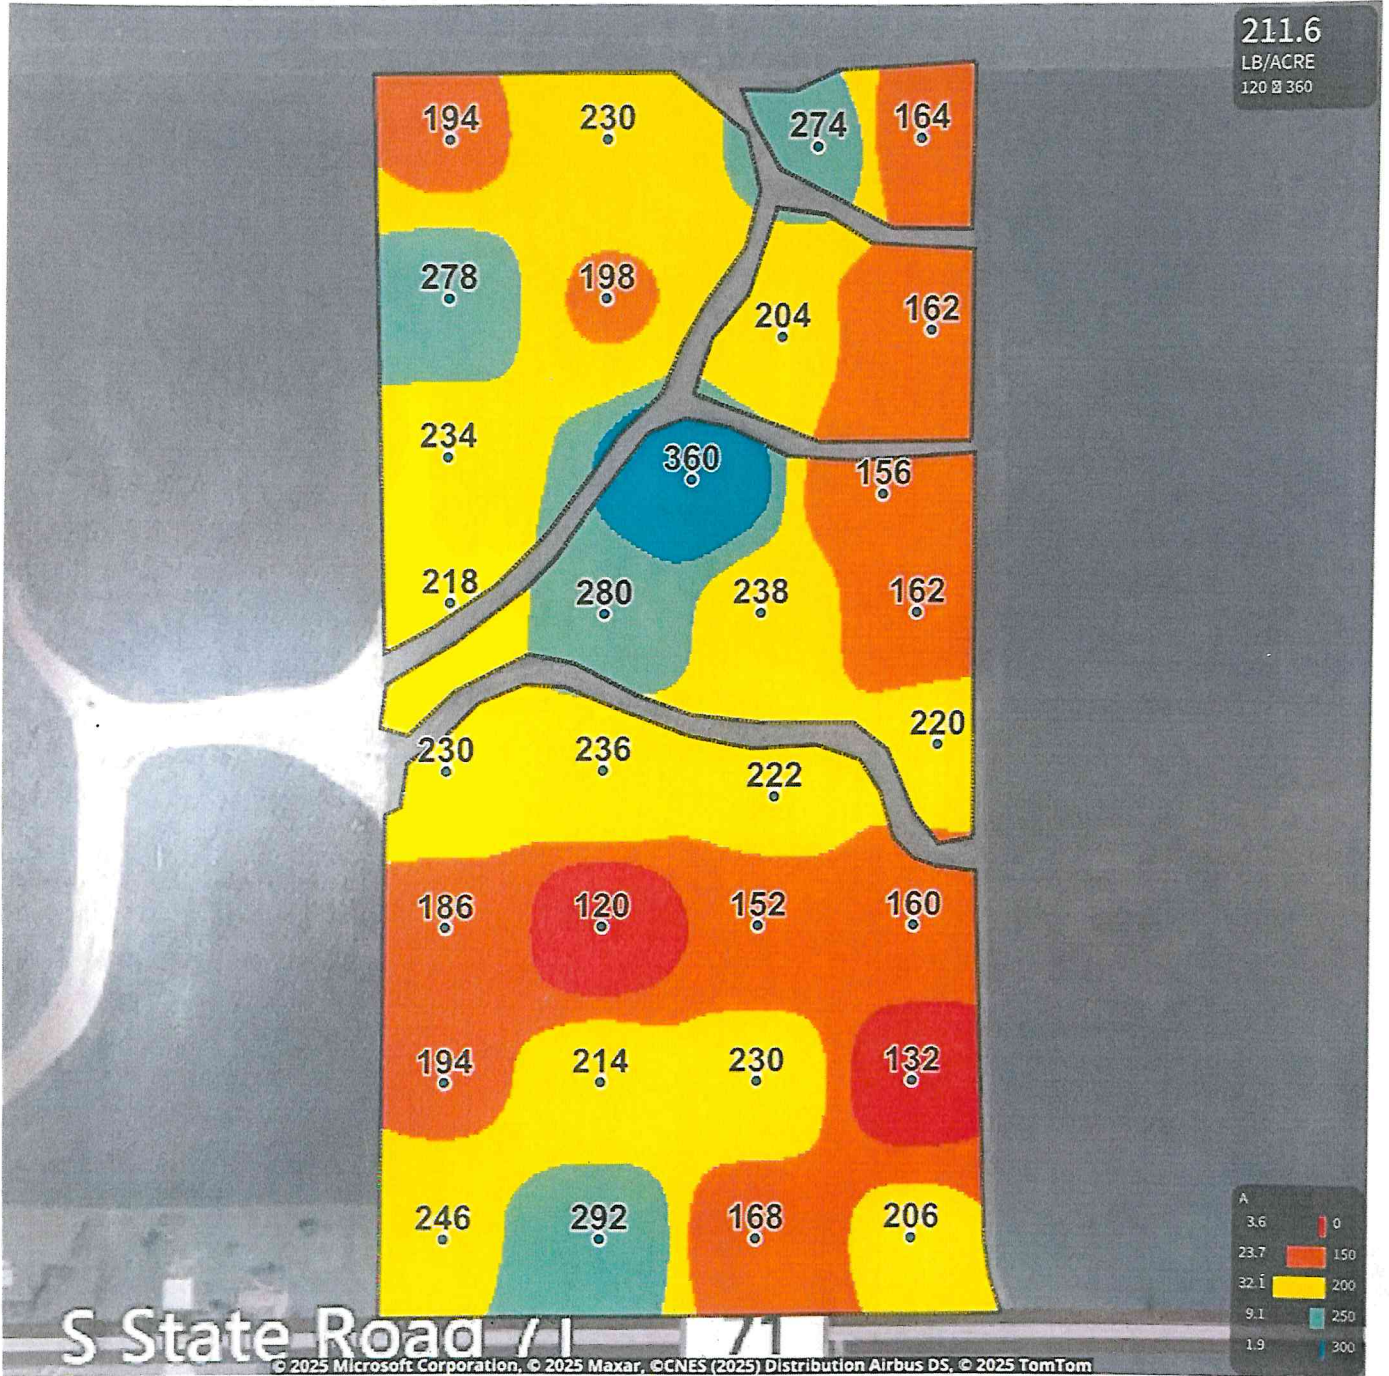 211.6
LB/ACRE
120 360
194 230 274 164
278 198 204 162
234 360 156
218 280 238 162
230 236 222 220
186 120 152 160
194 214 230 132
246 292 168 206
A
3.6 0
23.7 150
32.1 200
9.1 250
1.9 300
S State Road 71 71
© 2025 Microsoft Corporation, © 2025 Maxar, ©CNES (2025) Distribution Airbus DS, © 2025 TomTom